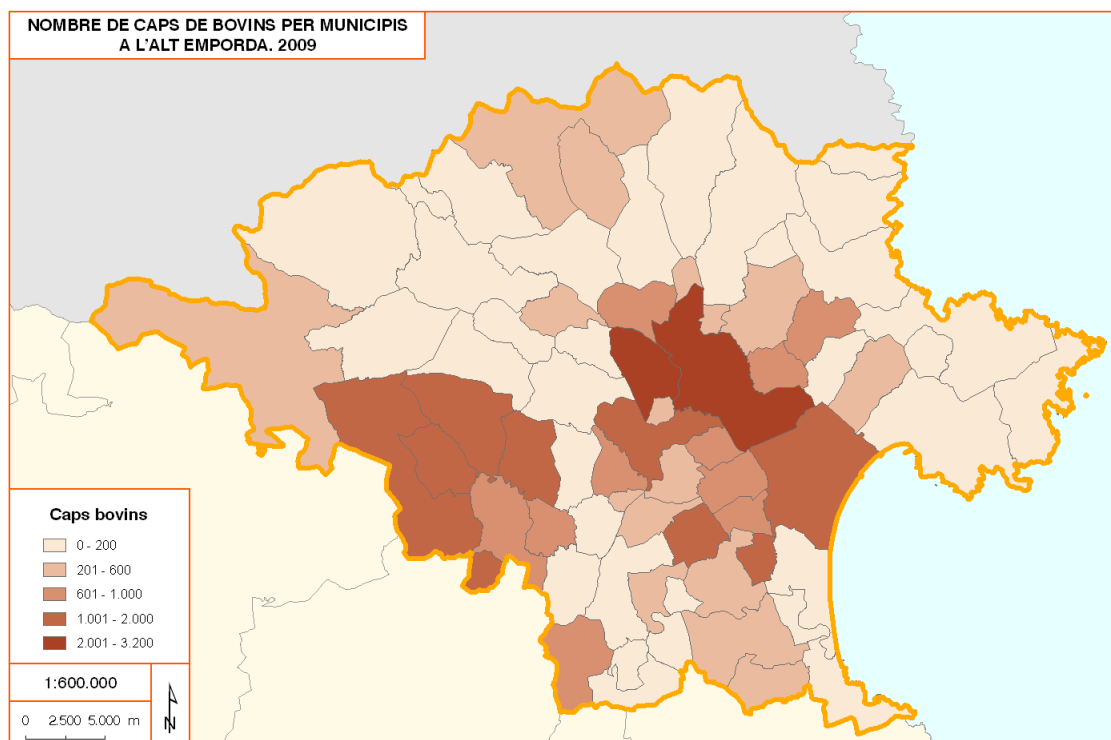 NOMBRE DE CAPS DE BOVINS PER MUNICIPIS
A L'ALT EMPORDA. 2009
Caps bovins
0 - 200
201 - 600
601 - 1.000
1.001 - 2.000
2.001 - 3.200
1:600.000
0 2.500 5.000 m
N